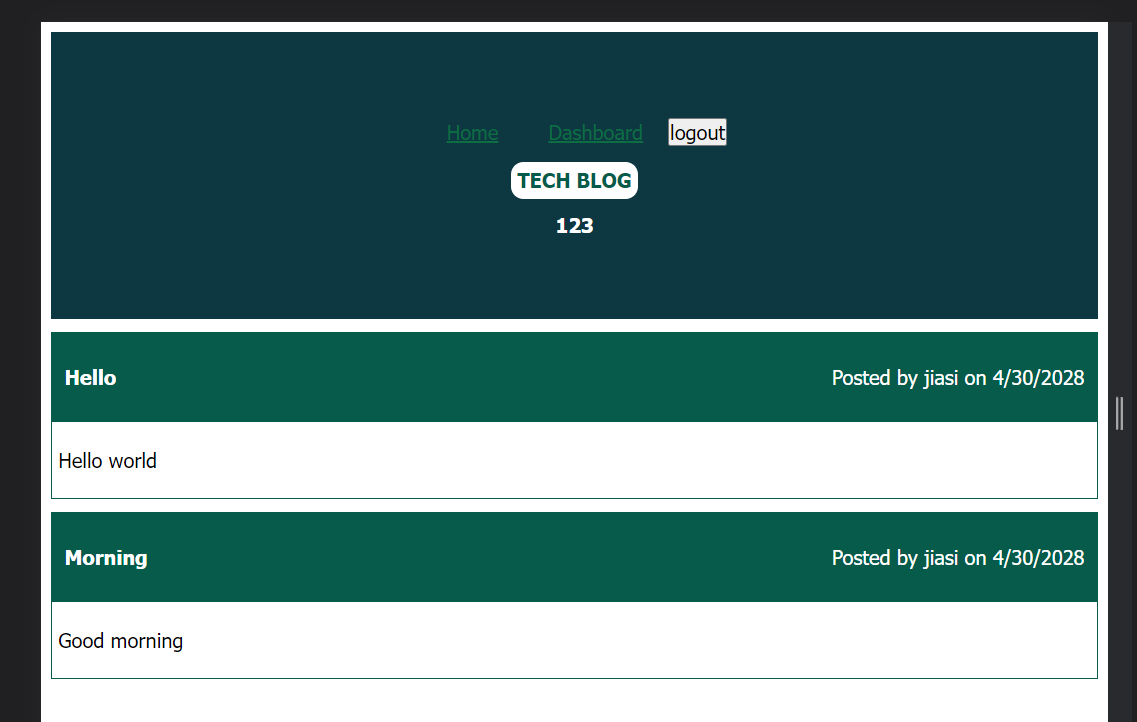 Home Dashboard logout
TECH BLOG
123
Hello Posted by jiasi on 4/30/2028
Hello world
Morning Posted by jiasi on 4/30/2028
Good morning